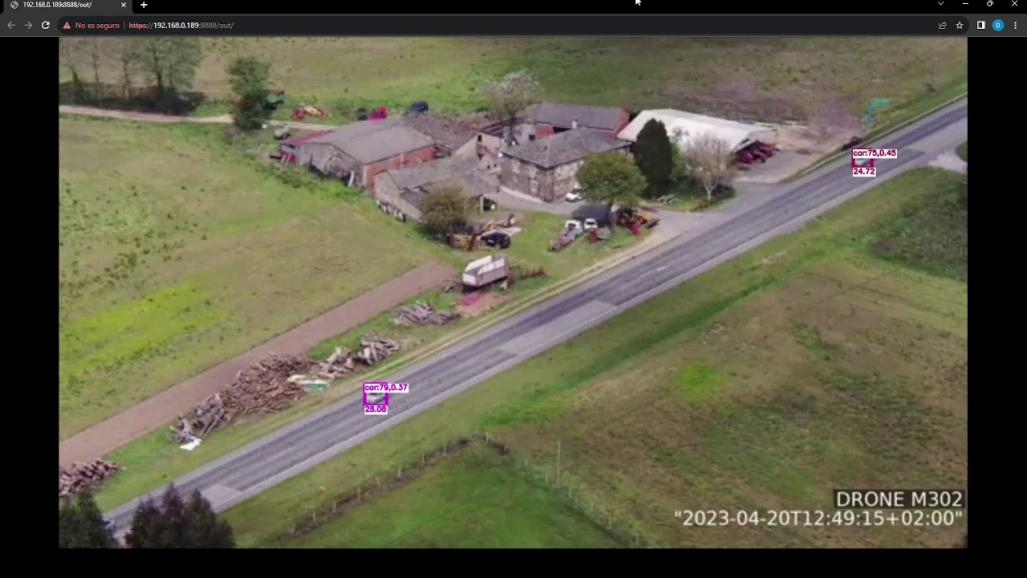 192.168.0.189:8888/out/
No es seguro
https://192.168.0.189:8888/out/
car:75,0.45
24.72
car:79,0.37
28.08
DRONE M302
"2023-04-20T12:49:15+02:00"